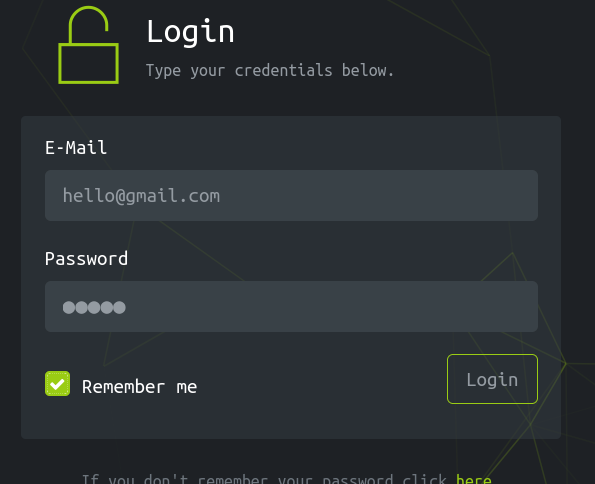 Login
Type your credentials below.
E-Mail
hello@gmail.com
Password
●●●●●
Remember me
Login
If you don't remember your password click here